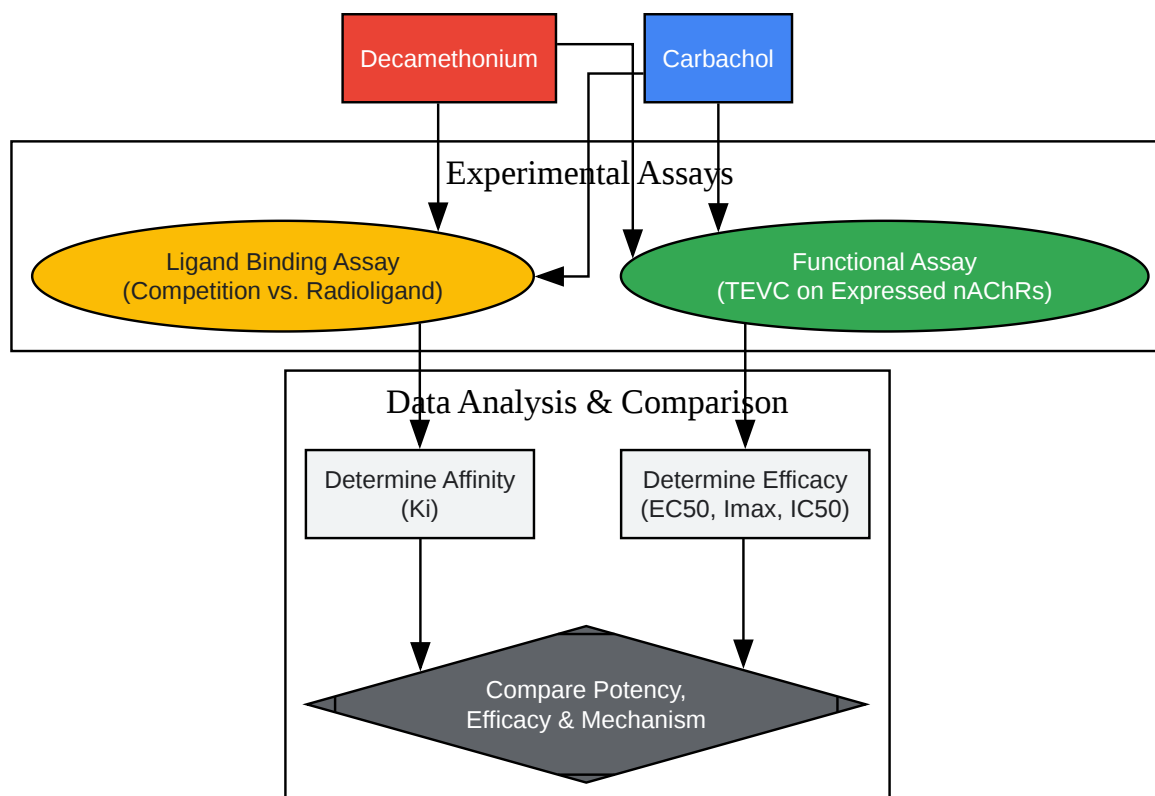 Decamethonium
Carbachol
Experimental Assays
Ligand Binding Assay
(Competition vs. Radioligand)
Functional Assay
(TEVC on Expressed nAChRs)
Data Analysis & Comparison
Determine Affinity
(Ki)
Determine Efficacy
(EC50, Imax, IC50)
Compare Potency,
Efficacy & Mechanism